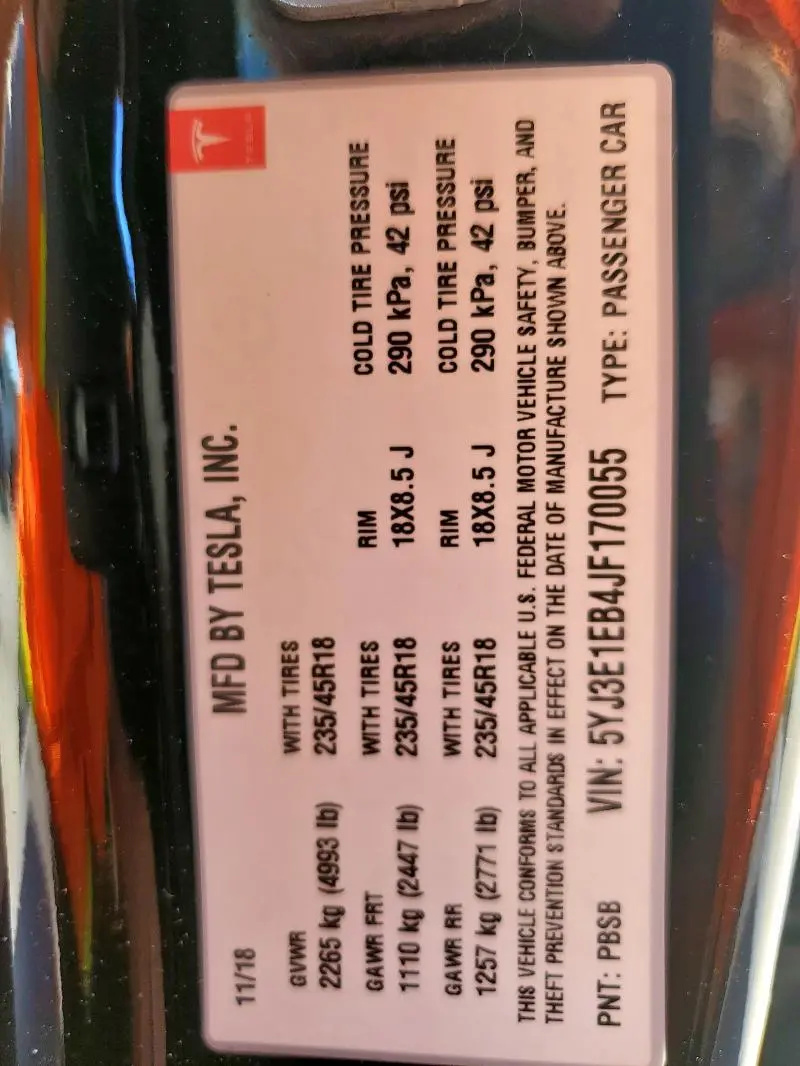 TESLA
MFD BY TESLA, INC.
11/18
GVWR WITH TIRES
2265 kg (4993 lb) 235/45R18
GAWR FRT WITH TIRES RIM COLD TIRE PRESSURE
1110 kg (2447 lb) 235/45R18 18X8.5 J 290 kPa, 42 psi
GAWR RR WITH TIRES RIM COLD TIRE PRESSURE
1257 kg (2771 lb) 235/45R18 18X8.5 J 290 kPa, 42 psi
THIS VEHICLE CONFORMS TO ALL APPLICABLE U.S. FEDERAL MOTOR VEHICLE SAFETY, BUMPER, AND
THEFT PREVENTION STANDARDS IN EFFECT ON THE DATE OF MANUFACTURE SHOWN ABOVE.
PNT: PBSB VIN: 5YJ3E1EB4JF170055 TYPE: PASSENGER CAR